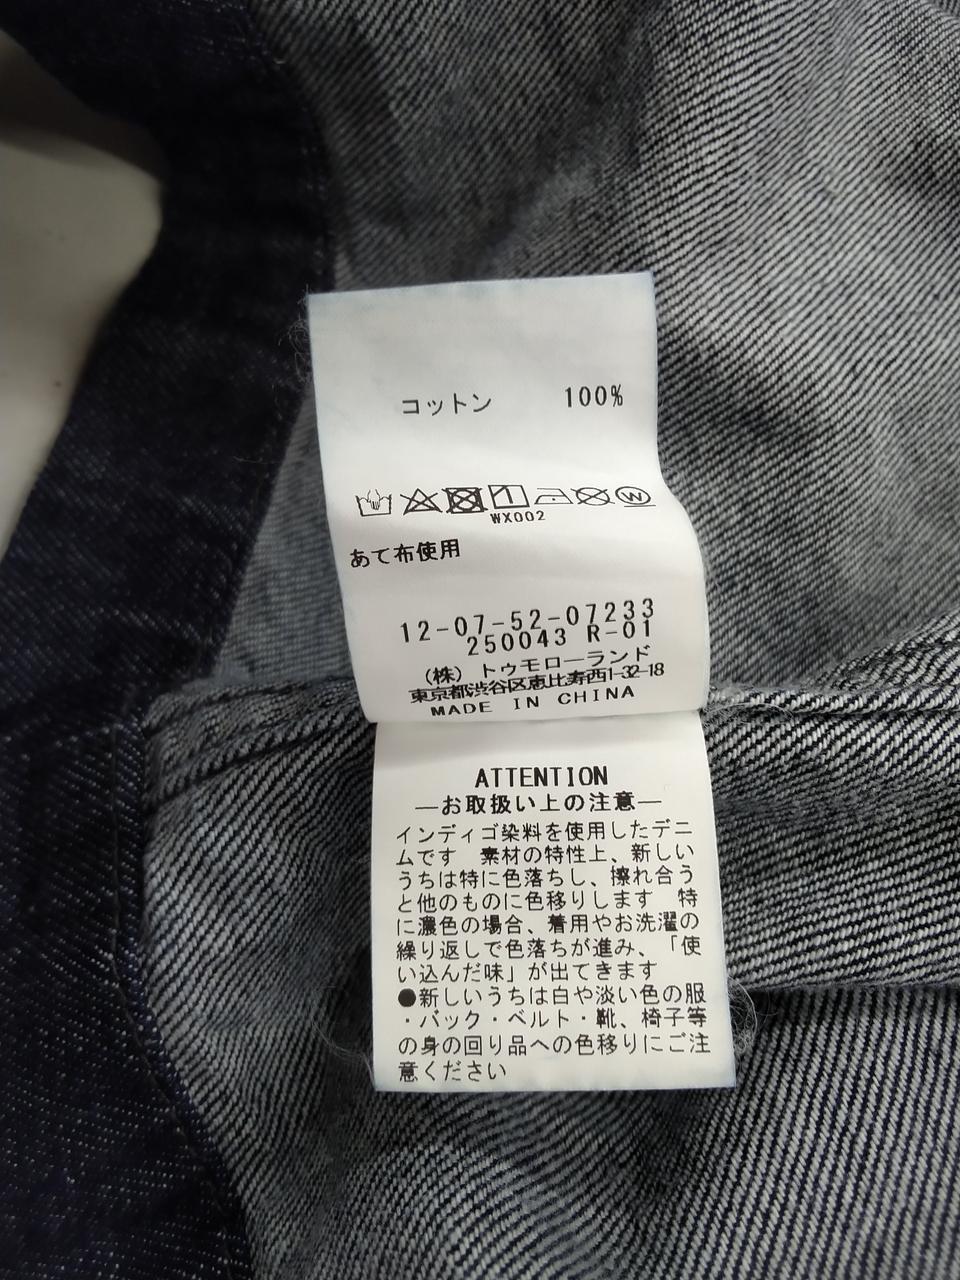 コットン 100%
WX002
あて布使用
12-07-52-07233
250043 R-01
(株) トゥモローランド
東京都渋谷区恵比寿西1-32-18
MADE IN CHINA
ATTENTION
―お取扱い上の注意―
インディゴ染料を使用したデニ
ムです 素材の特性上、新しい
うちは特に色落ちし、擦れ合う
と他のものに色移りします 特
に濃色の場合、着用やお洗濯の
繰り返しで色落ちが進み、「使
い込んだ味」が出てきます
●新しいうちは白や淡い色の服
・バック・ベルト・靴、椅子等
の身の回り品への色移りにご注
意ください